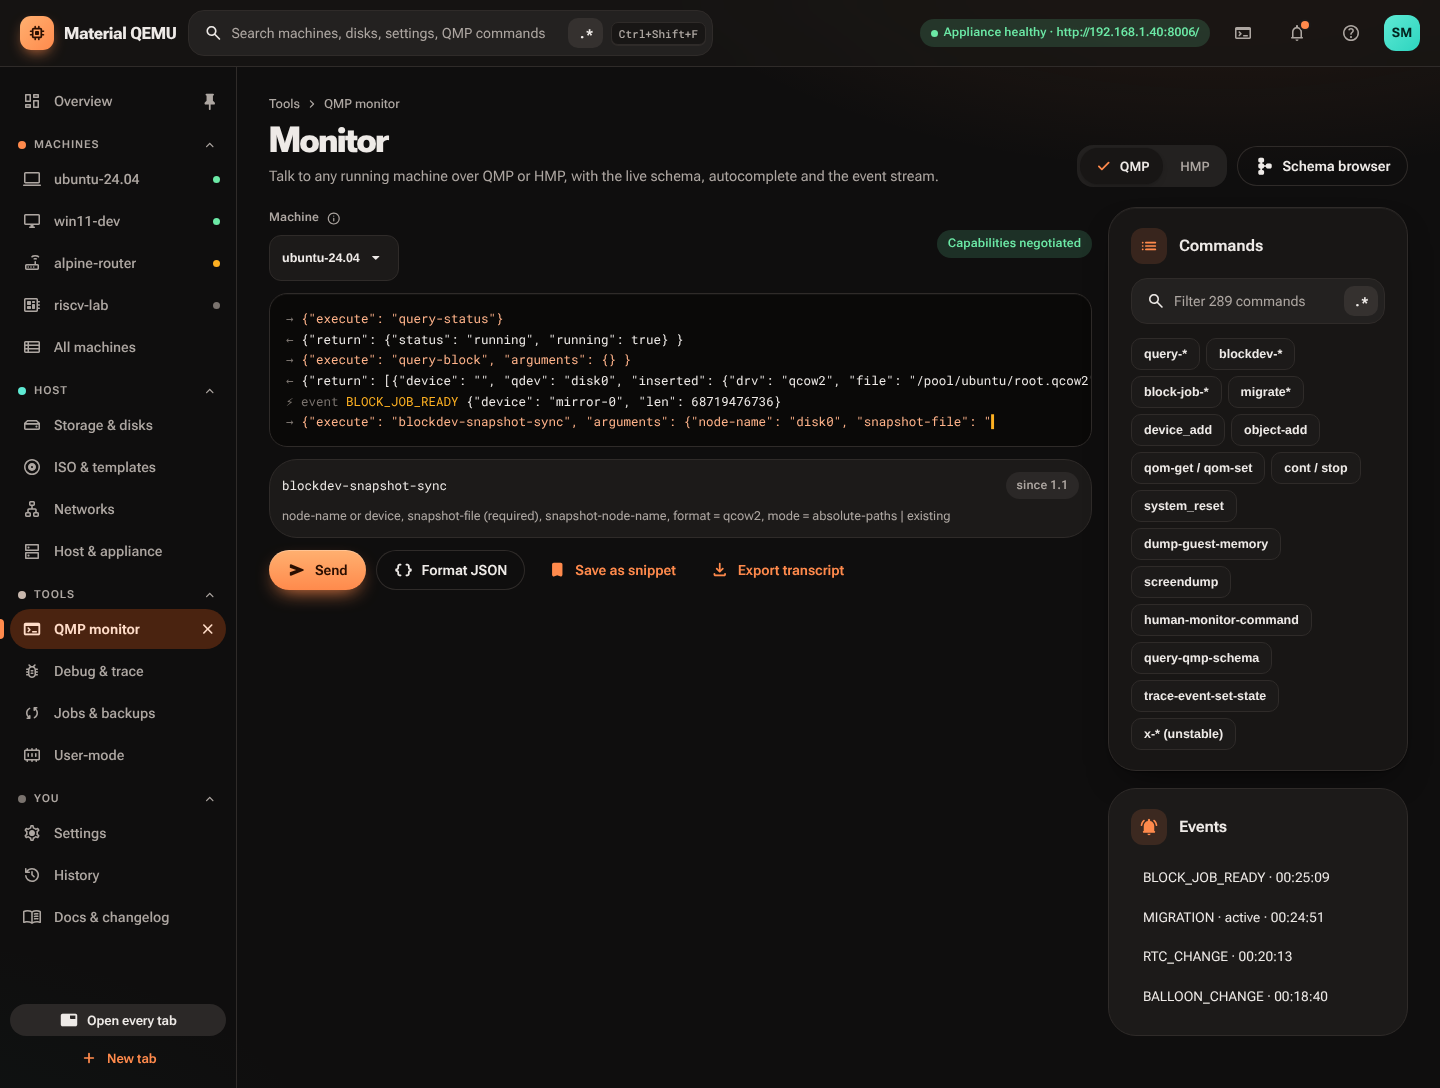 Material QEMU
Search machines, disks, settings, QMP commands
.*
Ctrl+Shift+F
Appliance healthy · http://192.168.1.40:8006/
SM
Overview
MACHINES
ubuntu-24.04
win11-dev
alpine-router
riscv-lab
All machines
HOST
Storage & disks
ISO & templates
Networks
Host & appliance
TOOLS
QMP monitor
Debug & trace
Jobs & backups
User-mode
YOU
Settings
History
Docs & changelog
Open every tab
New tab
Tools > QMP monitor
Monitor
Talk to any running machine over QMP or HMP, with the live schema, autocomplete and the event stream.
QMP
HMP
Schema browser
Machine
ubuntu-24.04
Capabilities negotiated
→ {"execute": "query-status"}
← {"return": {"status": "running", "running": true} }
→ {"execute": "query-block", "arguments": {} }
← {"return": [{"device": "", "qdev": "disk0", "inserted": {"drv": "qcow2", "file": "/pool/ubuntu/root.qcow2
⚡ event BLOCK_JOB_READY {"device": "mirror-0", "len": 68719476736}
→ {"execute": "blockdev-snapshot-sync", "arguments": {"node-name": "disk0", "snapshot-file": "
blockdev-snapshot-sync
since 1.1
node-name or device, snapshot-file (required), snapshot-node-name, format = qcow2, mode = absolute-paths | existing
Send
Format JSON
Save as snippet
Export transcript
Commands
Filter 289 commands
.*
query-*
blockdev-*
block-job-*
migrate*
device_add
object-add
qom-get / qom-set
cont / stop
system_reset
dump-guest-memory
screendump
human-monitor-command
query-qmp-schema
trace-event-set-state
x-* (unstable)
Events
BLOCK_JOB_READY · 00:25:09
MIGRATION · active · 00:24:51
RTC_CHANGE · 00:20:13
BALLOON_CHANGE · 00:18:40